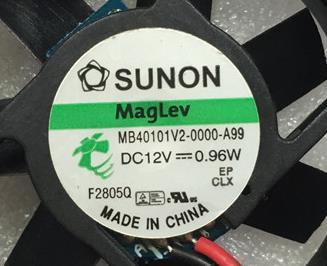 SUNON
MagLev
MB40101V2-0000-A99
DC12V⎓0.96W
EP
CLX
F2805Q
MADE IN CHINA